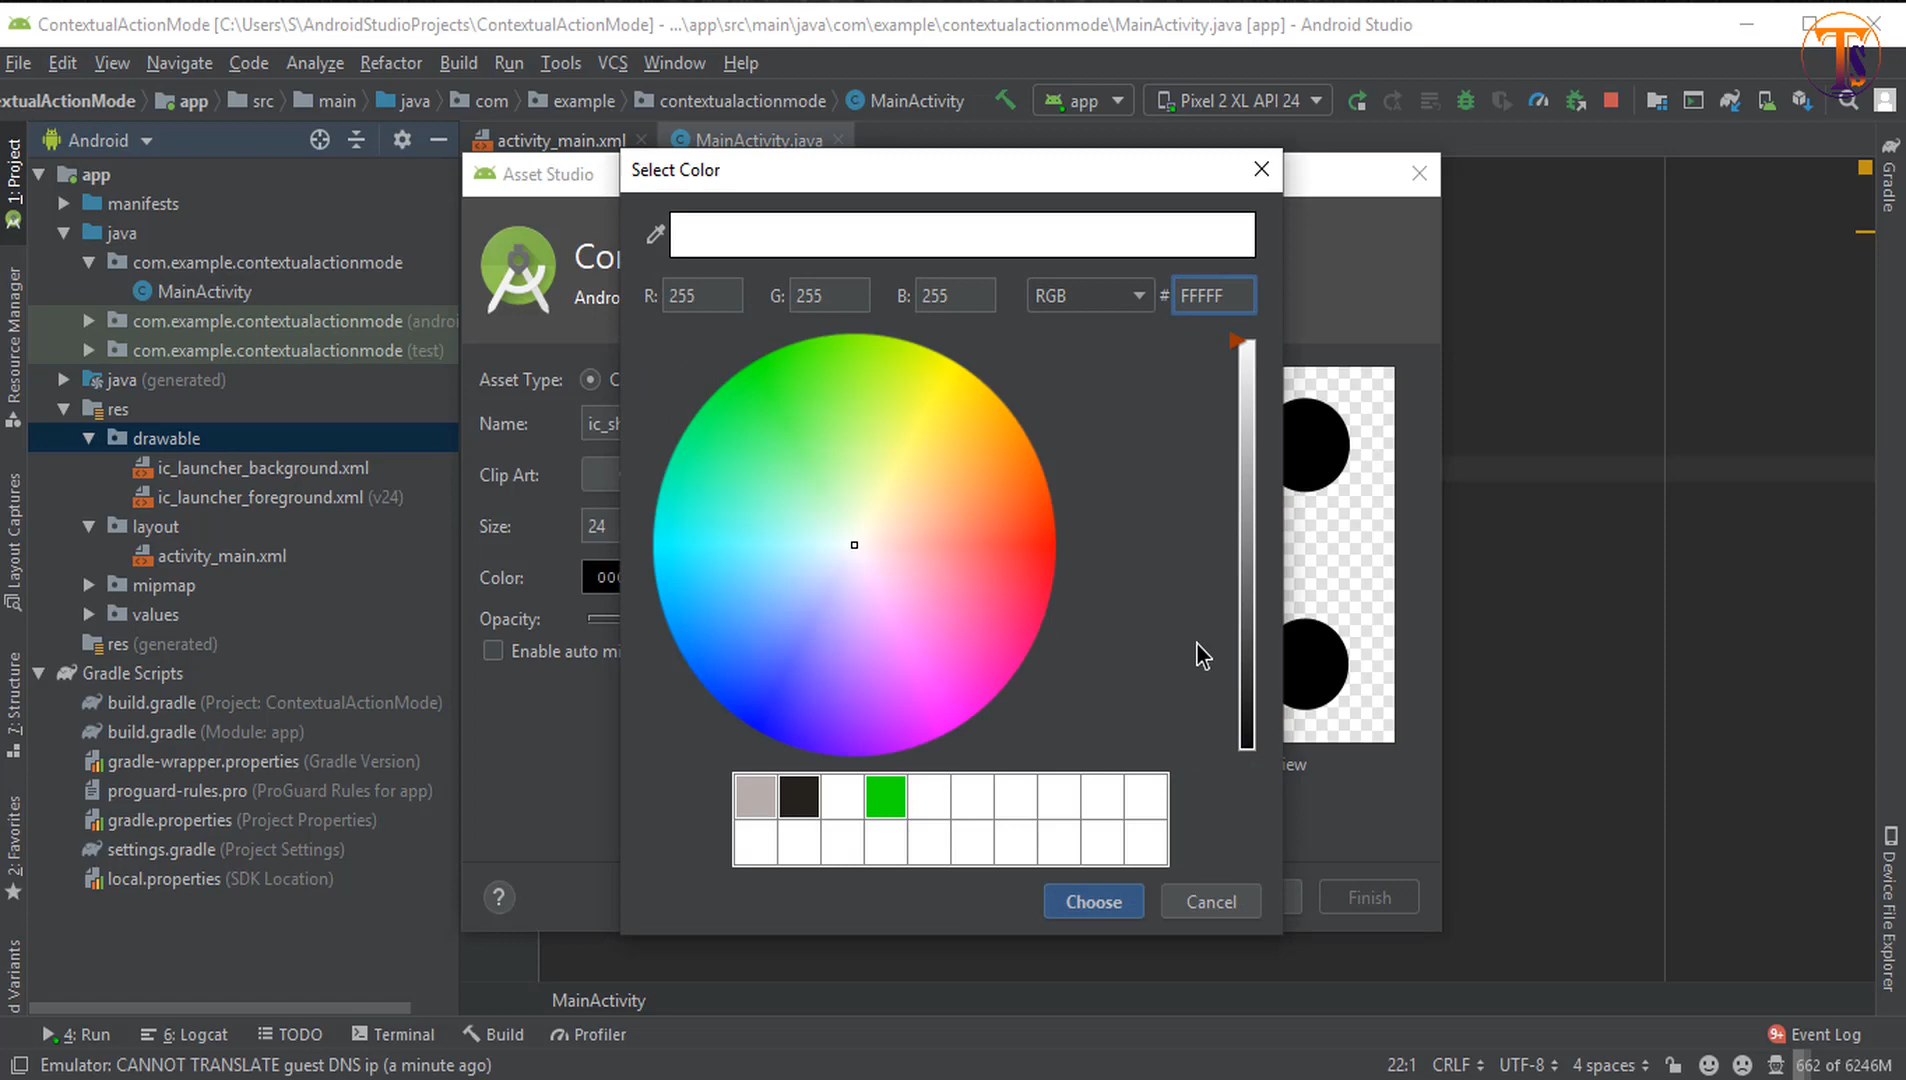 ContextualActionMode [C:\Users\S\AndroidStudioProjects\ContextualActionMode] - ...\app\src\main\java\com\example\contextualactionmode\MainActivity.java [app] - Android Studio
TS
File Edit View Navigate Code Analyze Refactor Build Run Tools VCS Window Help
extualActionMode app src main java com example contextualactionmode MainActivity app Pixel 2 XL API 24
1: Project
Resource Manager
Layout Captures
7: Structure
2: Favorites
d Variants
Android
app
manifests
java
com.example.contextualactionmode
MainActivity
com.example.contextualactionmode (androi
com.example.contextualactionmode (test)
java (generated)
res
drawable
ic_launcher_background.xml
ic_launcher_foreground.xml (v24)
layout
activity_main.xml
mipmap
values
res (generated)
Gradle Scripts
build.gradle (Project: ContextualActionMode)
build.gradle (Module: app)
gradle-wrapper.properties (Gradle Version)
proguard-rules.pro (ProGuard Rules for app)
gradle.properties (Project Properties)
settings.gradle (Project Settings)
local.properties (SDK Location)
activity_main.xml MainActivity.java
Asset Studio
Cor
Andro
Asset Type: C
Name: ic_sh
Clip Art:
Size: 24
Color: 000
Opacity:
Enable auto mi
iew
? Finish
Select Color
R: 255 G: 255 B: 255 RGB # FFFFF
Choose Cancel
Gradle
Device File Explorer
MainActivity
4: Run 6: Logcat TODO Terminal Build Profiler 9+ Event Log
Emulator: CANNOT TRANSLATE guest DNS ip (a minute ago) 22:1 CRLF UTF-8 4 spaces 662 of 6246M